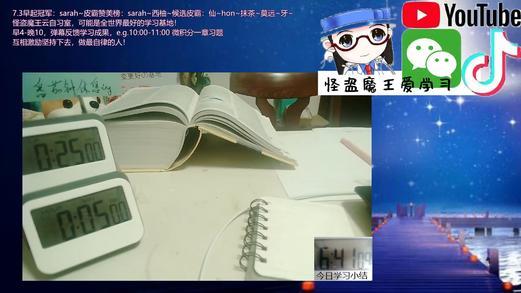 7.3早起冠军：sarah~皮霸赞美榜：sarah~西柚~候选皮霸：仙~hon~抹茶~莫远~牙~
怪盗魔王云自习室，可能是全世界最好的学习基地！
早4-晚10，弹幕反馈学习成果，e.g.10:00-11:00 微积分一章习题
互相激励坚持下去，做最自律的人！
YouTube
怪盗魔王爱学习
0:25:00
0:05:00
6:41
今日学习小结